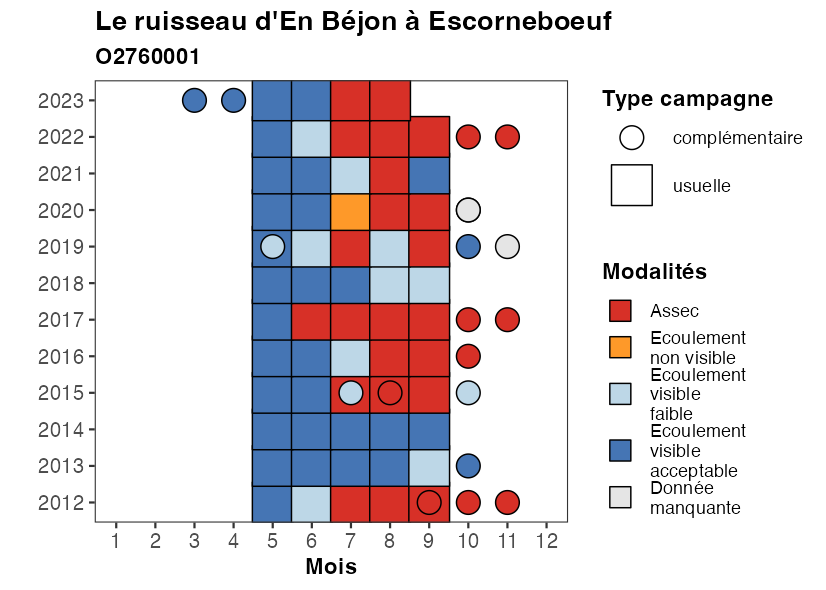 Le ruisseau d'En Béjon à Escorneboeuf
O2760001
2023
2022
2021
2020
2019
2018
2017
2016
2015
2014
2013
2012
1 2 3 4 5 6 7 8 9 10 11 12
Mois
Type campagne
complémentaire
usuelle
Modalités
Assec
Ecoulement
non visible
Ecoulement
visible
faible
Ecoulement
visible
acceptable
Donnée
manquante